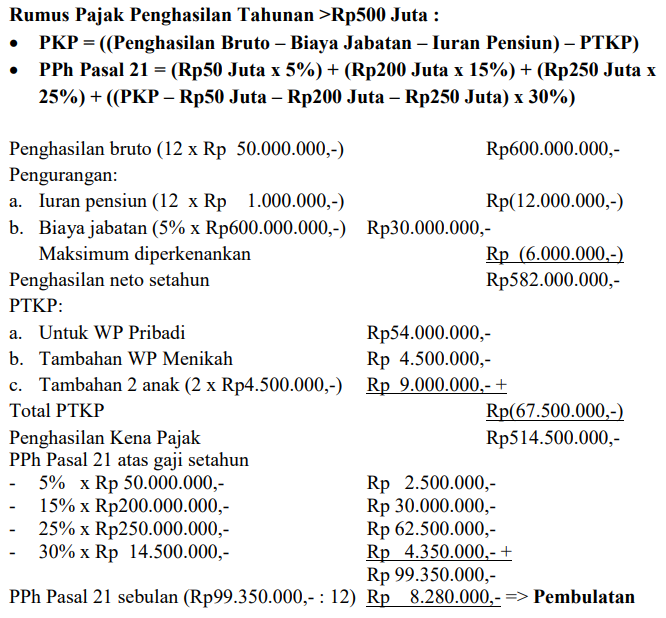 Rumus Pajak Penghasilan Tahunan >Rp500 Juta :
• PKP = ((Penghasilan Bruto – Biaya Jabatan – Iuran Pensiun) – PTKP)
• PPh Pasal 21 = (Rp50 Juta x 5%) + (Rp200 Juta x 15%) + (Rp250 Juta x
25%) + ((PKP – Rp50 Juta – Rp200 Juta – Rp250 Juta) x 30%)
Penghasilan bruto (12 x Rp 50.000.000,-) Rp600.000.000,-
Pengurangan:
a. Iuran pensiun (12 x Rp 1.000.000,-) Rp(12.000.000,-)
b. Biaya jabatan (5% x Rp600.000.000,-) Rp30.000.000,-
Maksimum diperkenankan Rp (6.000.000,-)
Penghasilan neto setahun Rp582.000.000,-
PTKP:
a. Untuk WP Pribadi Rp54.000.000,-
b. Tambahan WP Menikah Rp 4.500.000,-
c. Tambahan 2 anak (2 x Rp4.500.000,-) Rp 9.000.000,- +
Total PTKP Rp(67.500.000,-)
Penghasilan Kena Pajak Rp514.500.000,-
PPh Pasal 21 atas gaji setahun
- 5% x Rp 50.000.000,- Rp 2.500.000,-
- 15% x Rp200.000.000,- Rp 30.000.000,-
- 25% x Rp250.000.000,- Rp 62.500.000,-
- 30% x Rp 14.500.000,- Rp 4.350.000,- +
Rp 99.350.000,-
PPh Pasal 21 sebulan (Rp99.350.000,- : 12) Rp 8.280.000,- => Pembulatan